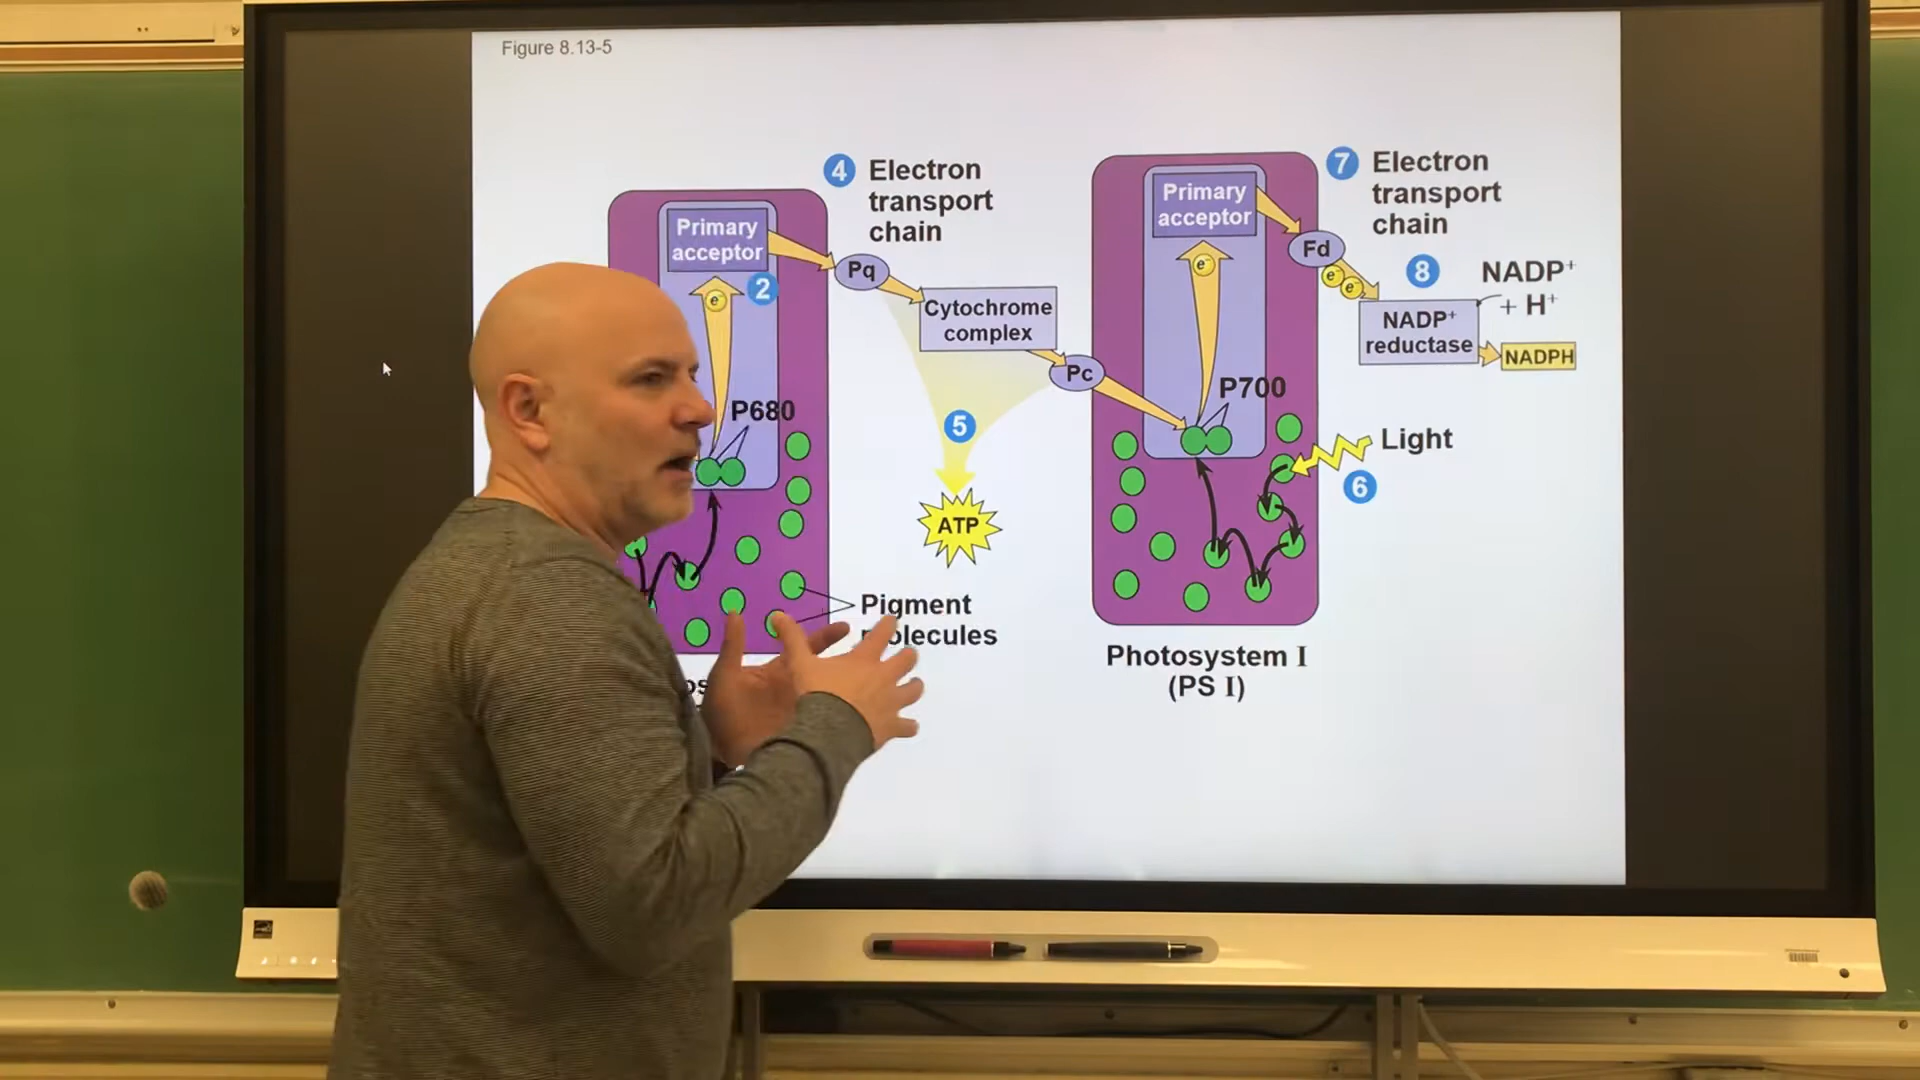 Figure 8.13-5
4
Electron
transport
chain
Primary
acceptor
e⁻
2
Pq
Cytochrome
complex
Pc
P680
5
ATP
Pigment
molecules
7
Electron
transport
chain
Primary
acceptor
e⁻
Fd
e⁻
e⁻
8
NADP⁺
+ H⁺
NADP⁺
reductase
NADPH
P700
Light
6
Photosystem I
(PS I)